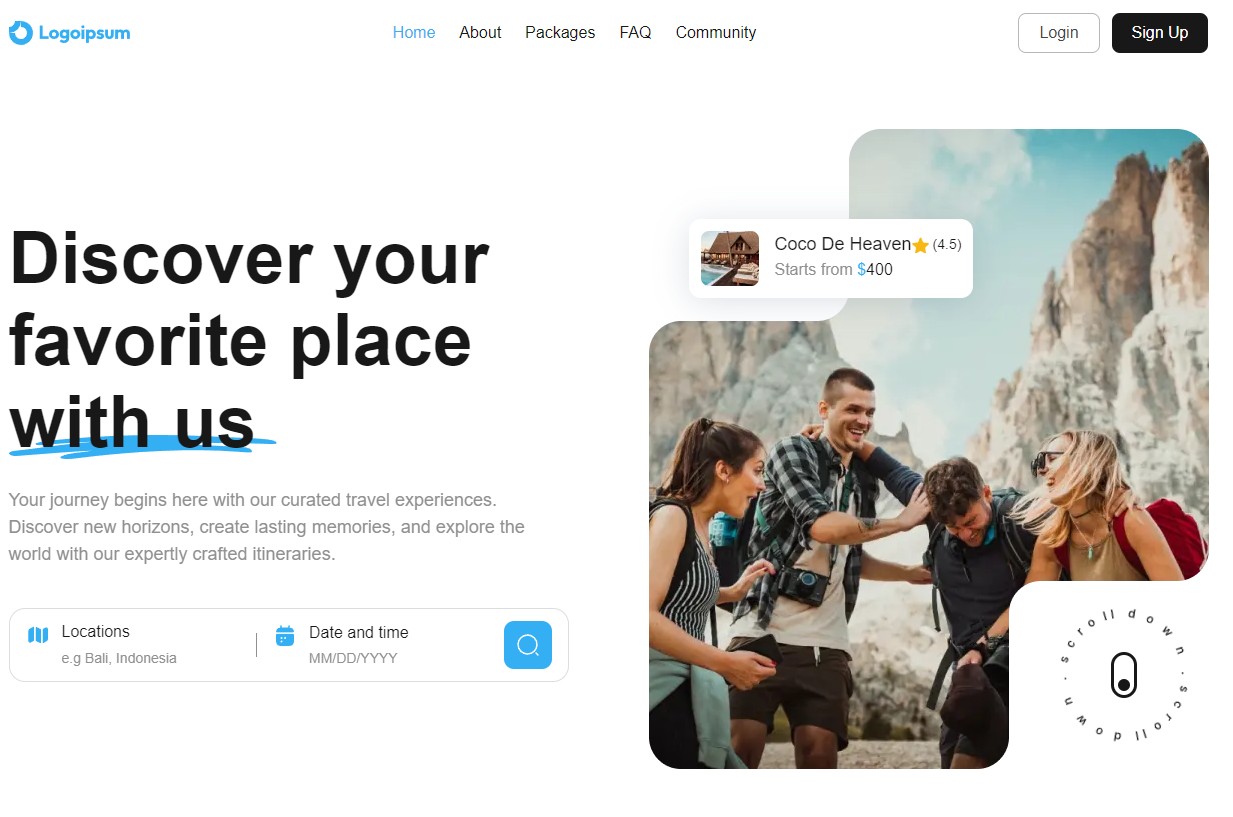 Logoipsum
Home
About
Packages
FAQ
Community
Login
Sign Up
Discover your
favorite place
with us
Your journey begins here with our curated travel experiences.
Discover new horizons, create lasting memories, and explore the
world with our expertly crafted itineraries.
Locations
e.g Bali, Indonesia
Date and time
MM/DD/YYYY
Coco De Heaven (4.5)
Starts from $400
scroll down · scroll down ·